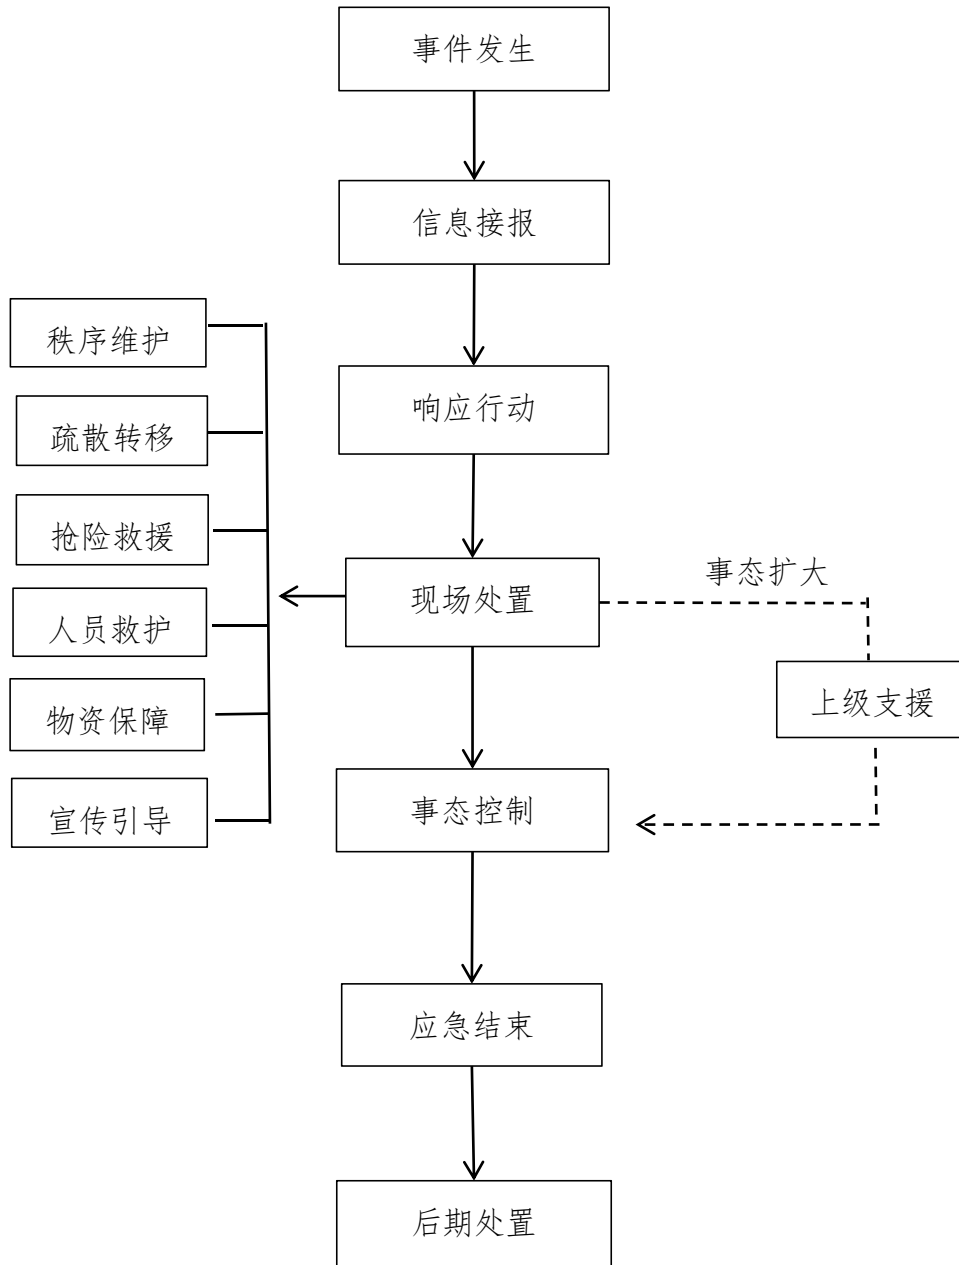 事件发生
信息接报
秩序维护
响应行动
疏散转移
抢险救援
事态扩大
现场处置
人员救护
上级支援
物资保障
事态控制
宣传引导
应急结束
后期处置